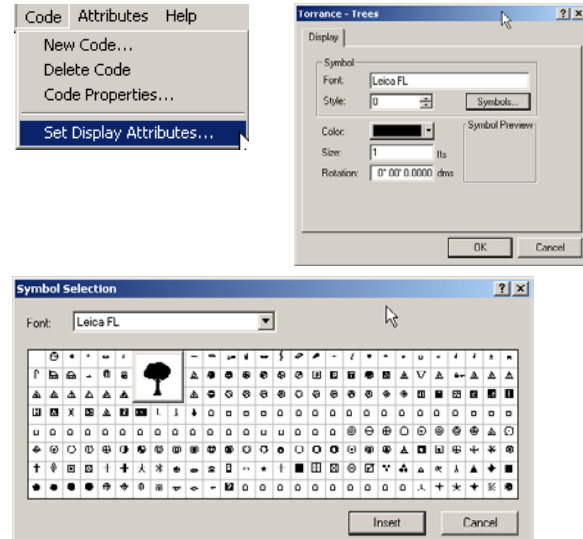 Code Attributes Help
New Code...
Delete Code
Code Properties...
Set Display Attributes...
Torrance - Trees
Display
Symbol
Font: Leica FL
Style: 0 Symbols...
Color: Symbol Preview
Size: 1 fts
Rotation: 0° 00' 0.0000 dms
OK Cancel
Symbol Selection
Font: Leica FL
Insert Cancel